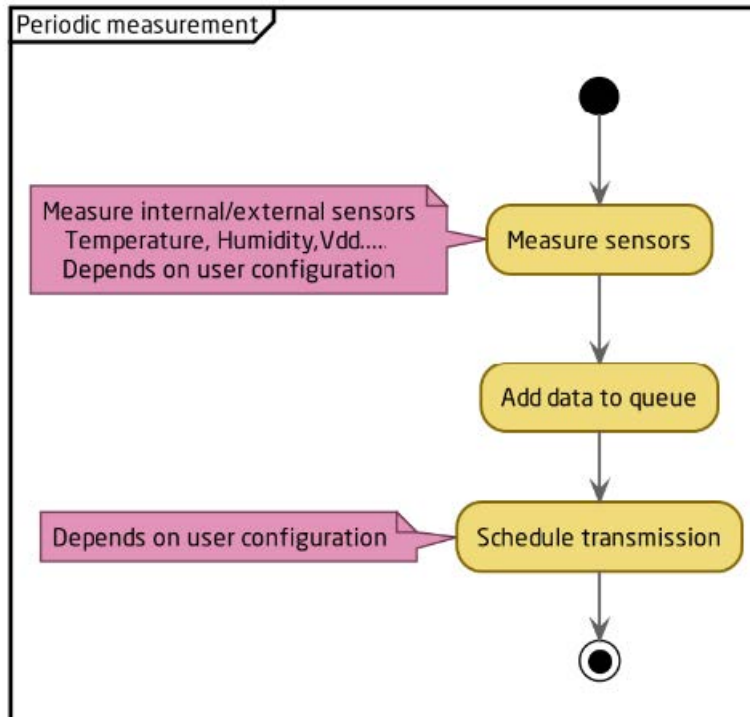 Periodic measurement
Measure internal/external sensors
Temperature, Humidity,Vdd....
Depends on user configuration
Measure sensors
Add data to queue
Depends on user configuration
Schedule transmission